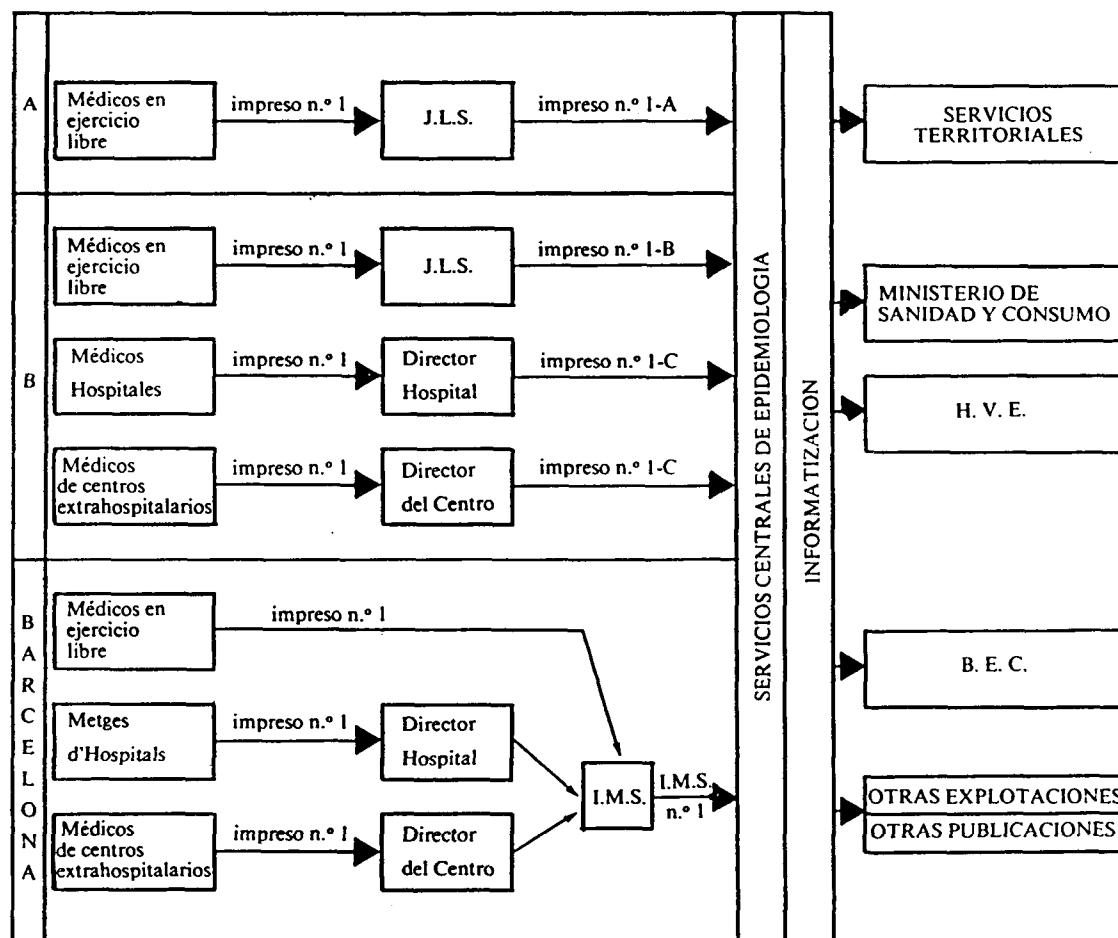 A
Médicos en
ejercicio
libre
impreso n.º 1
J.L.S.
impreso n.º 1-A
B
Médicos en
ejercicio
libre
impreso n.º 1
J.L.S.
impreso n.º 1-B
Médicos
Hospitales
impreso n.º 1
Director
Hospital
impreso n.º 1-C
Médicos
de centros
extrahospitalarios
impreso n.º 1
Director
del Centro
impreso n.º 1-C
BARCELONA
Médicos en
ejercicio
libre
impreso n.º 1
Metges
d'Hospitals
impreso n.º 1
Director
Hospital
Médicos
de centros
extrahospitalarios
impreso n.º 1
Director
del Centro
I.M.S.
I.M.S.
n.º 1
SERVICIOS CENTRALES DE EPIDEMIOLOGIA
INFORMATIZACION
SERVICIOS
TERRITORIALES
MINISTERIO DE
SANIDAD Y CONSUMO
H. V. E.
B. E. C.
OTRAS EXPLOTACIONES
OTRAS PUBLICACIONES